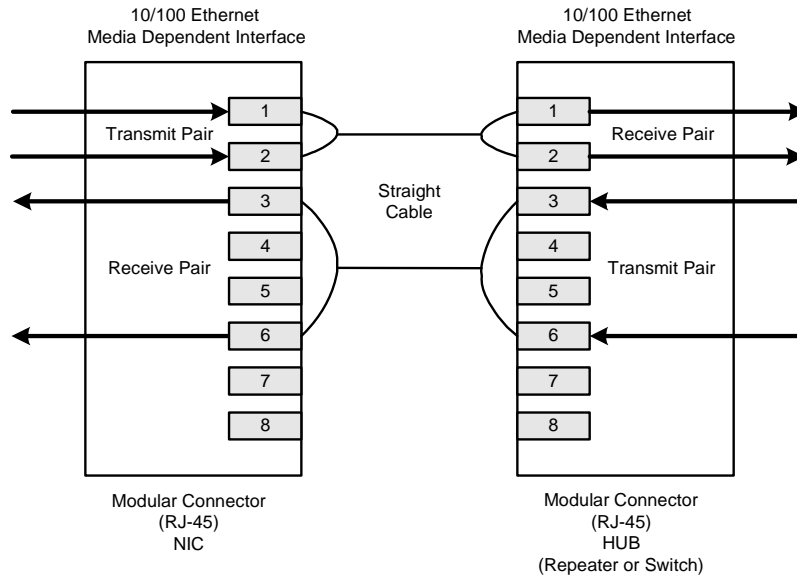 10/100 Ethernet
Media Dependent Interface
1
Transmit Pair
2
3
4
Receive Pair
5
6
7
8
Modular Connector
(RJ-45)
NIC
Straight
Cable
10/100 Ethernet
Media Dependent Interface
1
Receive Pair
2
3
4
Transmit Pair
5
6
7
8
Modular Connector
(RJ-45)
HUB
(Repeater or Switch)